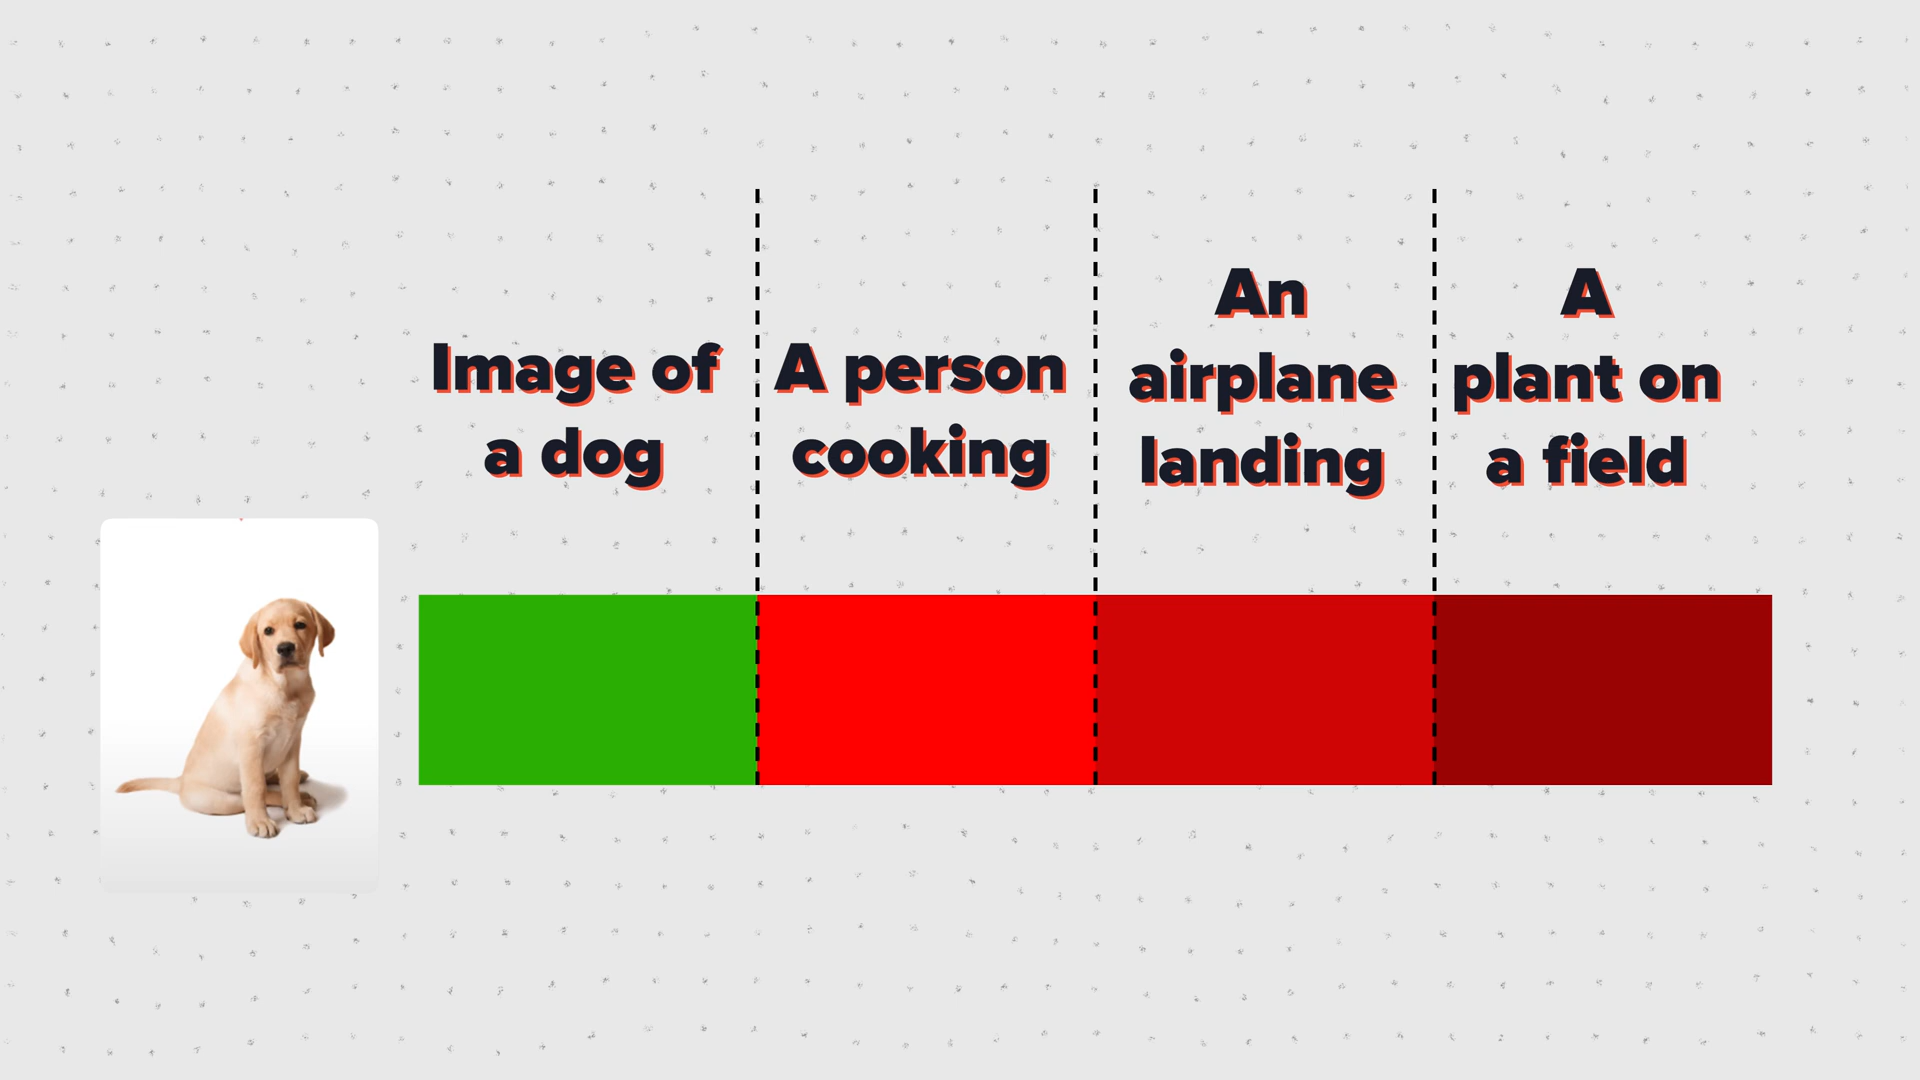 Image of
a dog
A person
cooking
An
airplane
landing
A
plant on
a field